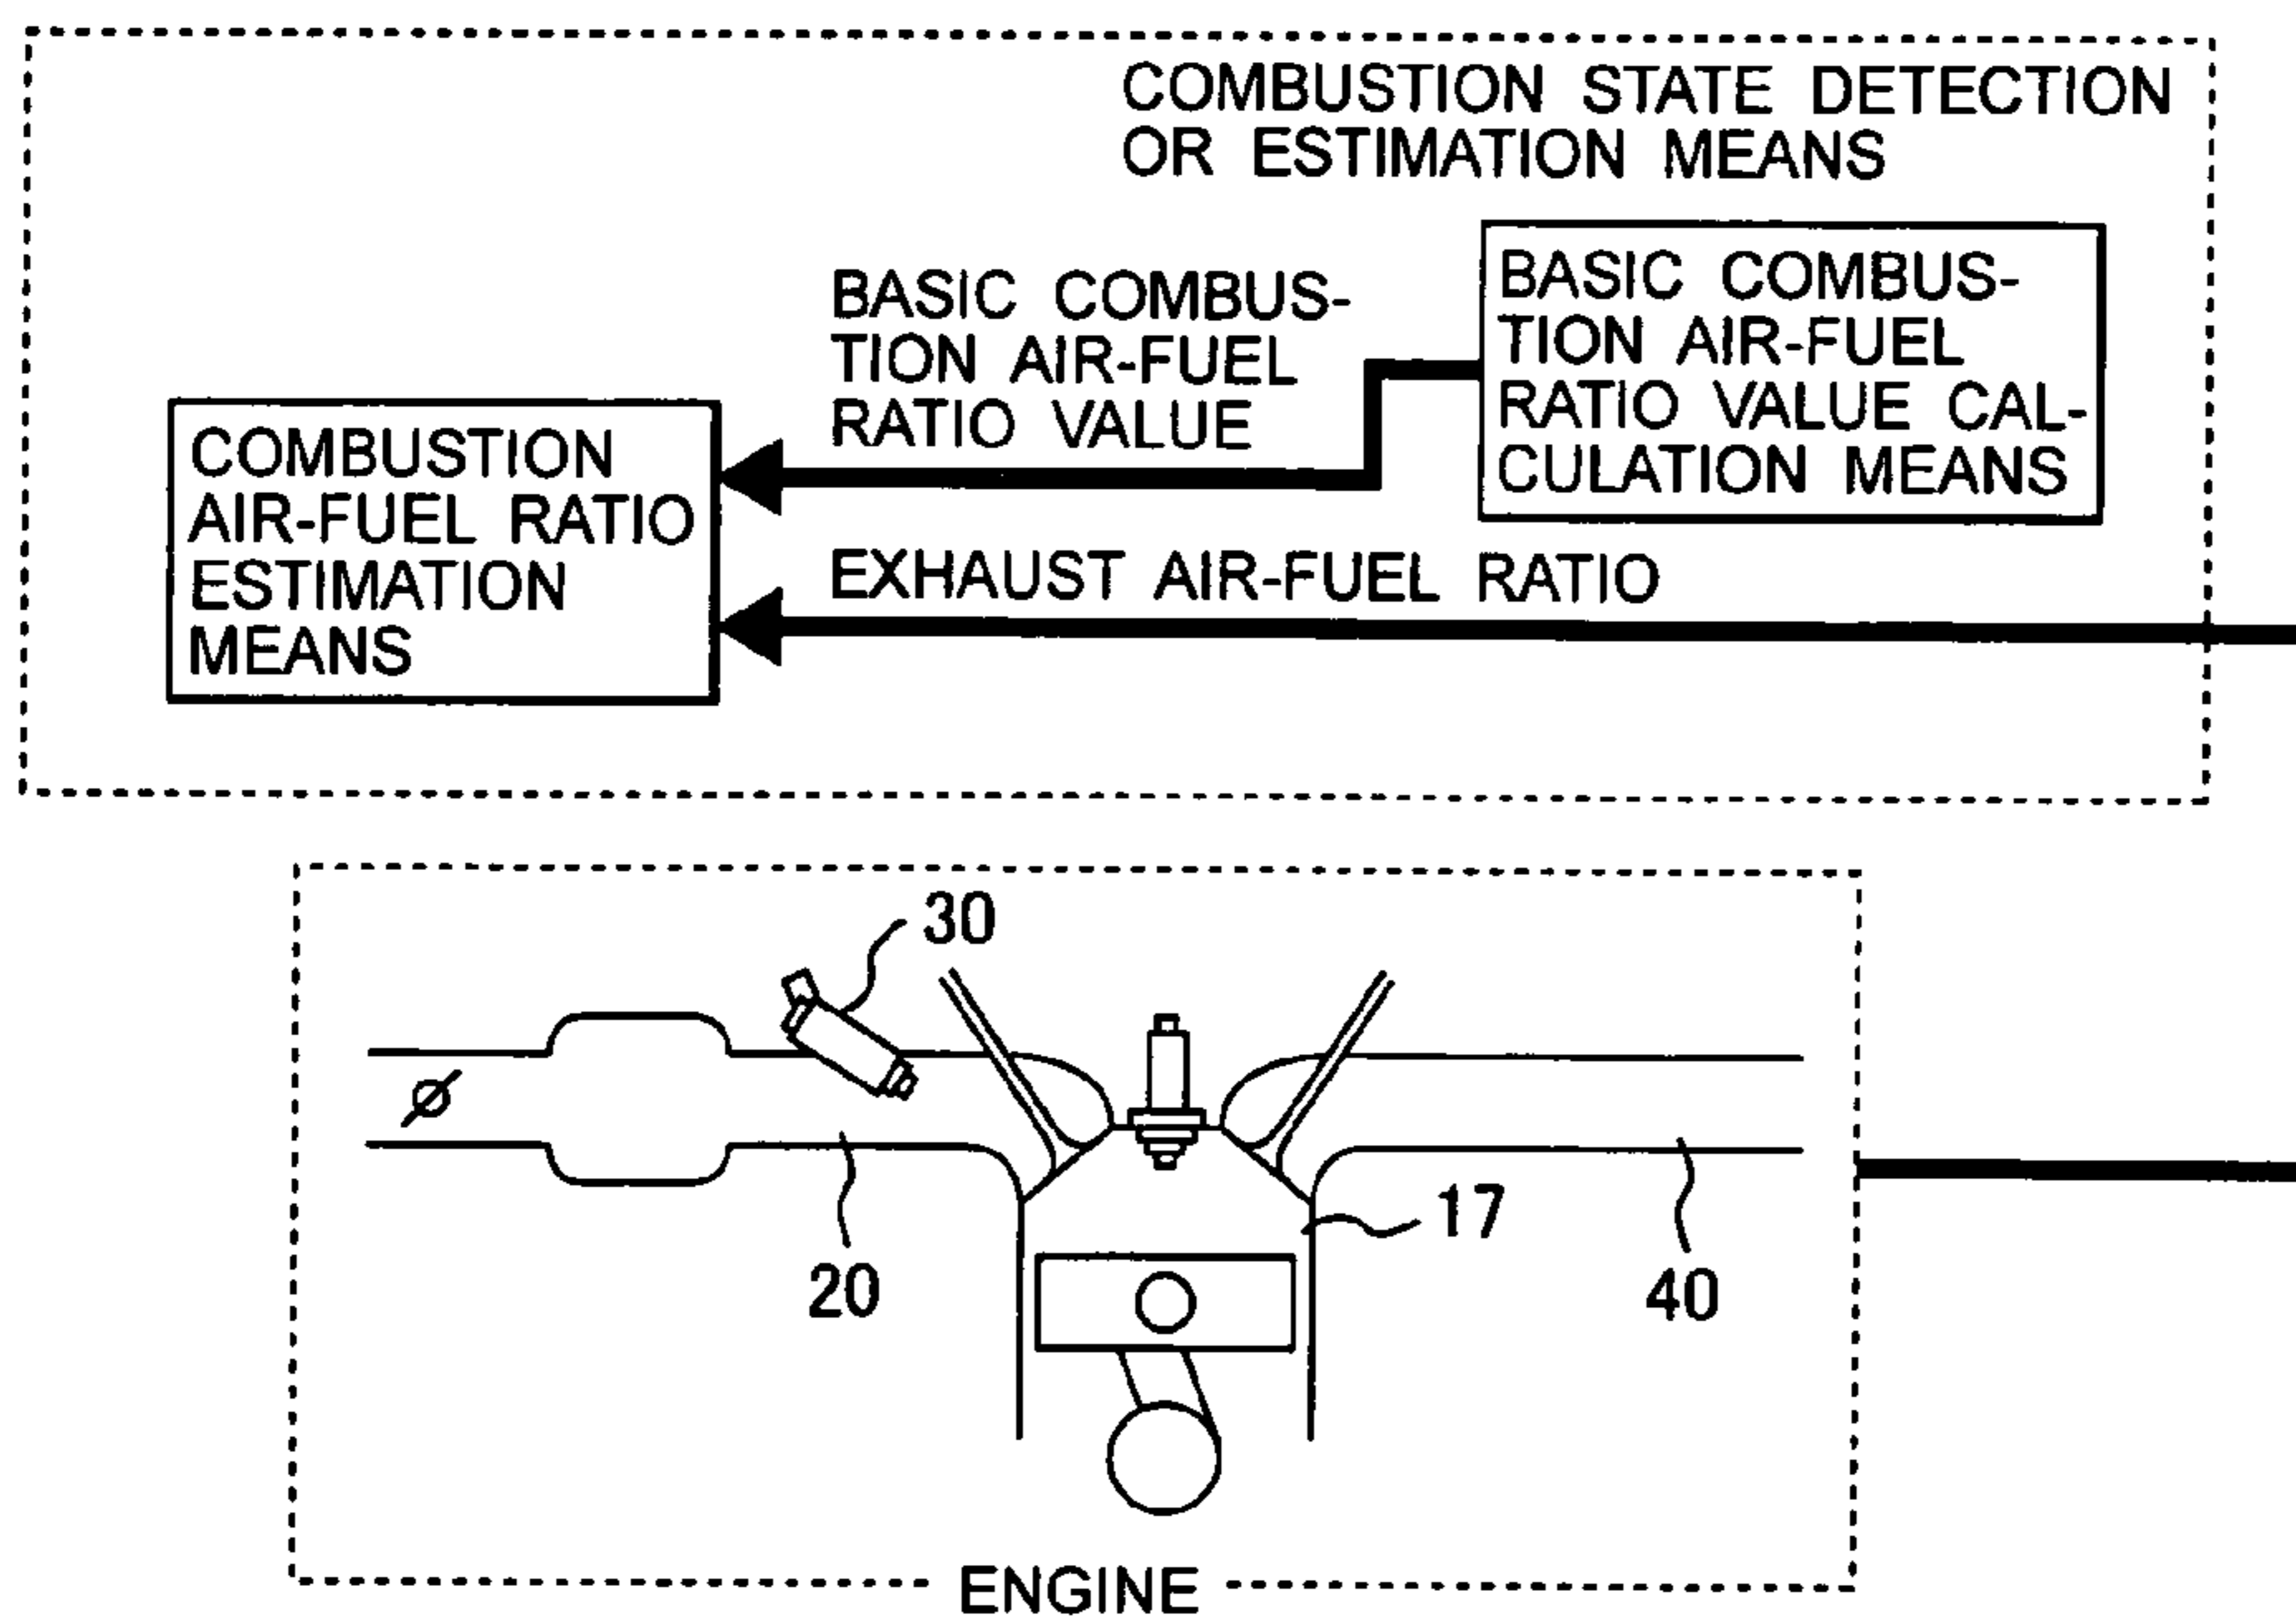 COMBUSTION STATE DETECTION
OR ESTIMATION MEANS
BASIC COMBUS-
TION AIR-FUEL
RATIO VALUE CAL-
CULATION MEANS
BASIC COMBUS-
TION AIR-FUEL
RATIO VALUE
COMBUSTION
AIR-FUEL RATIO
ESTIMATION
MEANS
EXHAUST AIR-FUEL RATIO
30
17
20
40
ENGINE